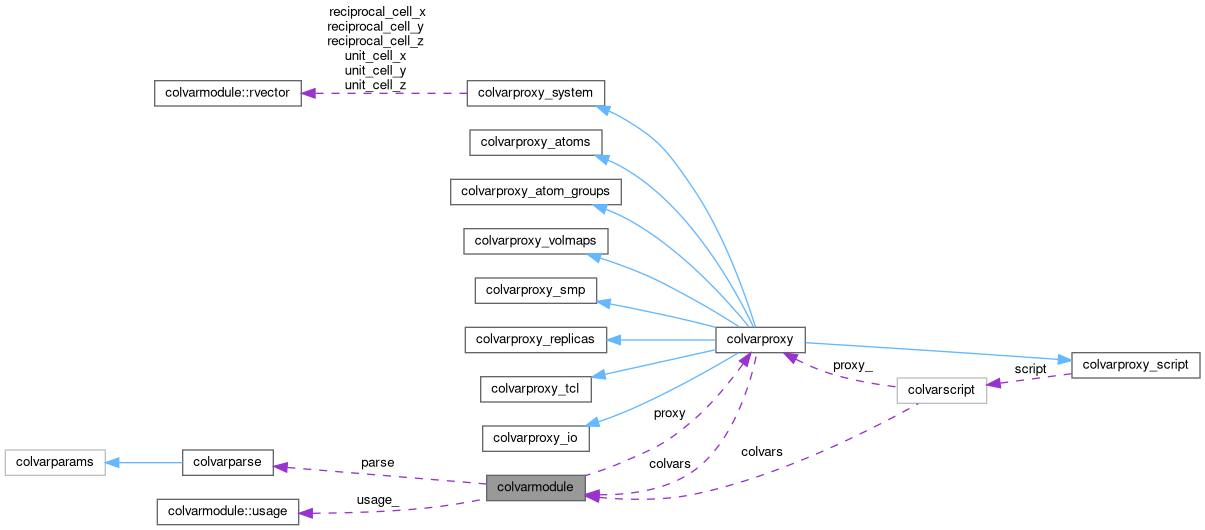 reciprocal_cell_x
reciprocal_cell_y
reciprocal_cell_z
unit_cell_x
unit_cell_y
unit_cell_z
colvarmodule::rvector
colvarproxy_system
colvarproxy_atoms
colvarproxy_atom_groups
colvarproxy_volmaps
colvarproxy_smp
colvarproxy_replicas
colvarproxy
colvarproxy_script
proxy_
script
colvarproxy_tcl
colvarscript
proxy
colvarproxy_io
colvars
colvars
colvarparams
colvarparse
parse
colvarmodule
usage_
colvarmodule::usage